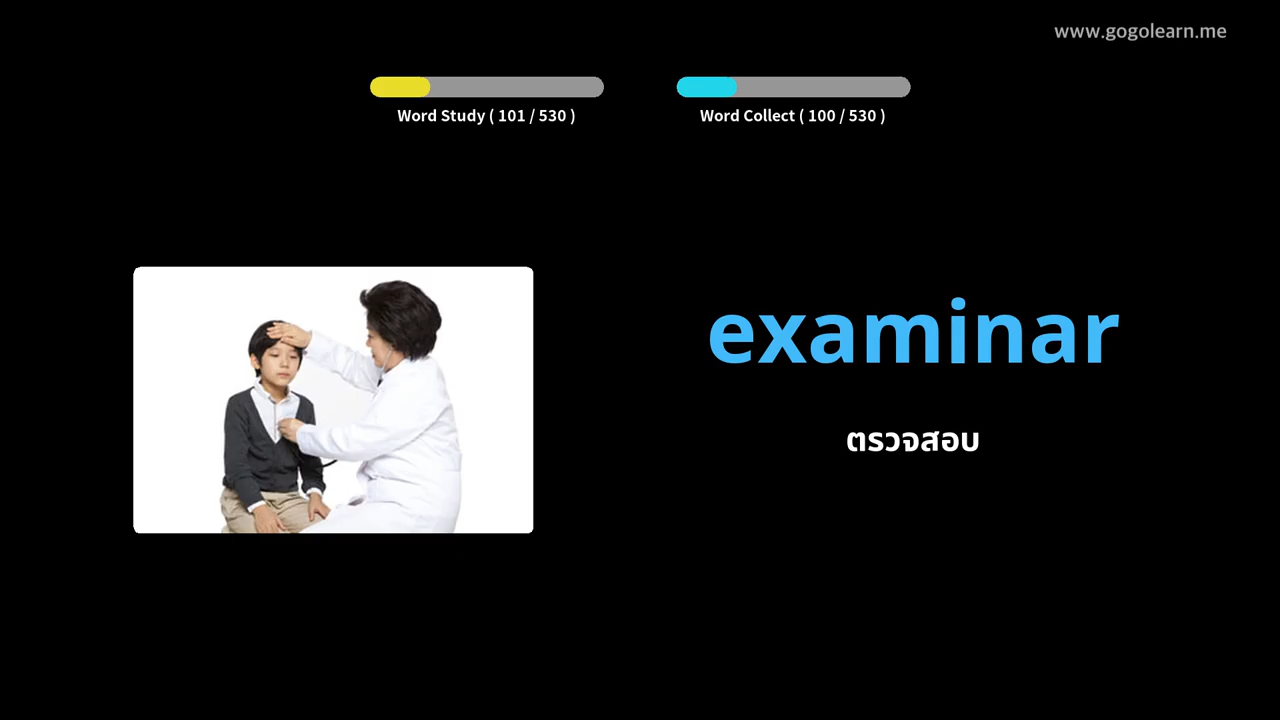 www.gogolearn.me
Word Study ( 101 / 530 )
Word Collect ( 100 / 530 )
examinar
ตรวจสอบ